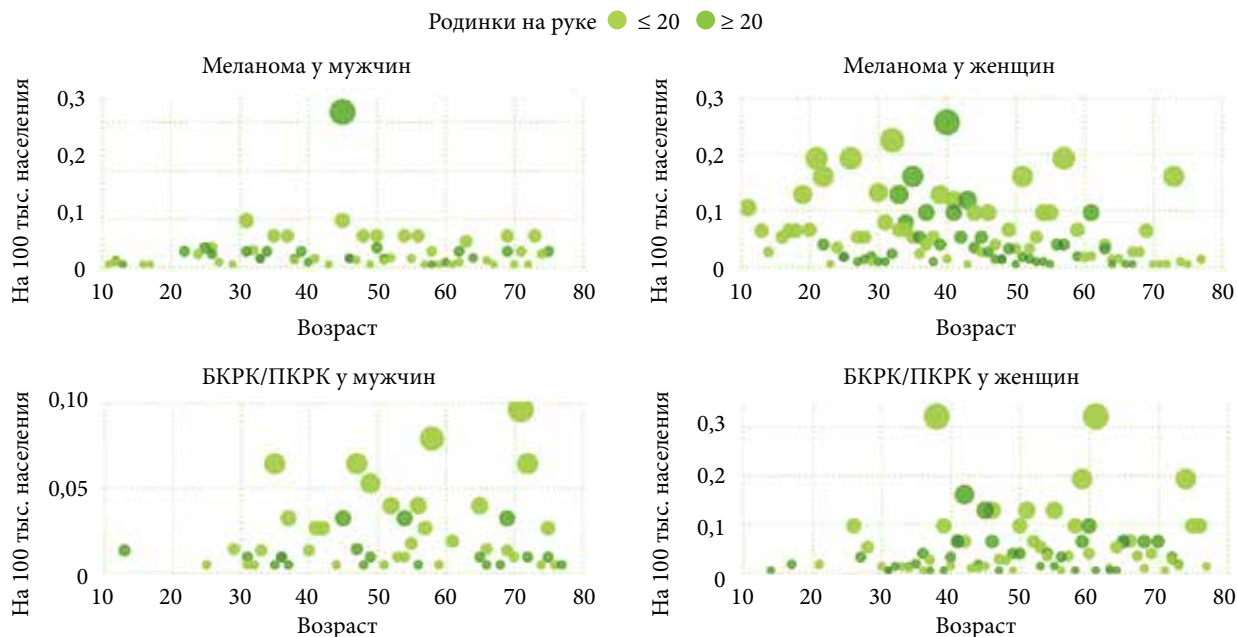 Родинки на руке ≤ 20 ≥ 20
Меланома у мужчин
На 100 тыс. населения
0,3
0,2
0,1
0
10 20 30 40 50 60 70 80
Возраст
Меланома у женщин
На 100 тыс. населения
0,3
0,2
0,1
0
10 20 30 40 50 60 70 80
Возраст
БКРК/ПКРК у мужчин
На 100 тыс. населения
0,10
0,05
0
10 20 30 40 50 60 70 80
Возраст
БКРК/ПКРК у женщин
На 100 тыс. населения
0,3
0,2
0,1
0
10 20 30 40 50 60 70 80
Возраст